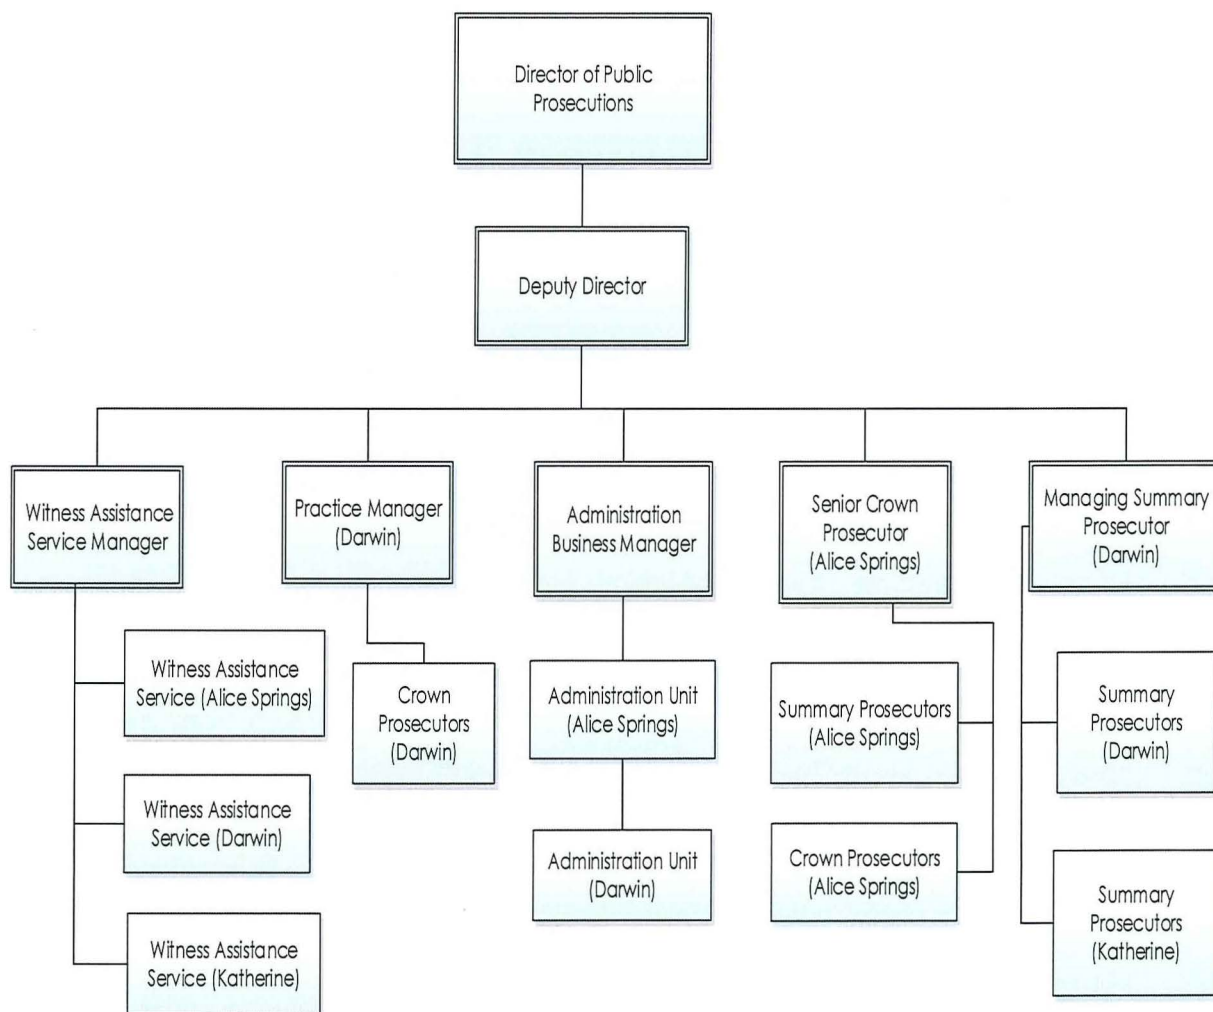 Director of Public
Prosecutions
Deputy Director
Witness Assistance
Service Manager
Practice Manager
(Darwin)
Administration
Business Manager
Senior Crown
Prosecutor
(Alice Springs)
Managing Summary
Prosecutor
(Darwin)
Witness Assistance
Service (Alice Springs)
Witness Assistance
Service (Darwin)
Witness Assistance
Service (Katherine)
Crown
Prosecutors
(Darwin)
Administration Unit
(Alice Springs)
Administration Unit
(Darwin)
Summary Prosecutors
(Alice Springs)
Crown Prosecutors
(Alice Springs)
Summary
Prosecutors
(Darwin)
Summary
Prosecutors
(Katherine)